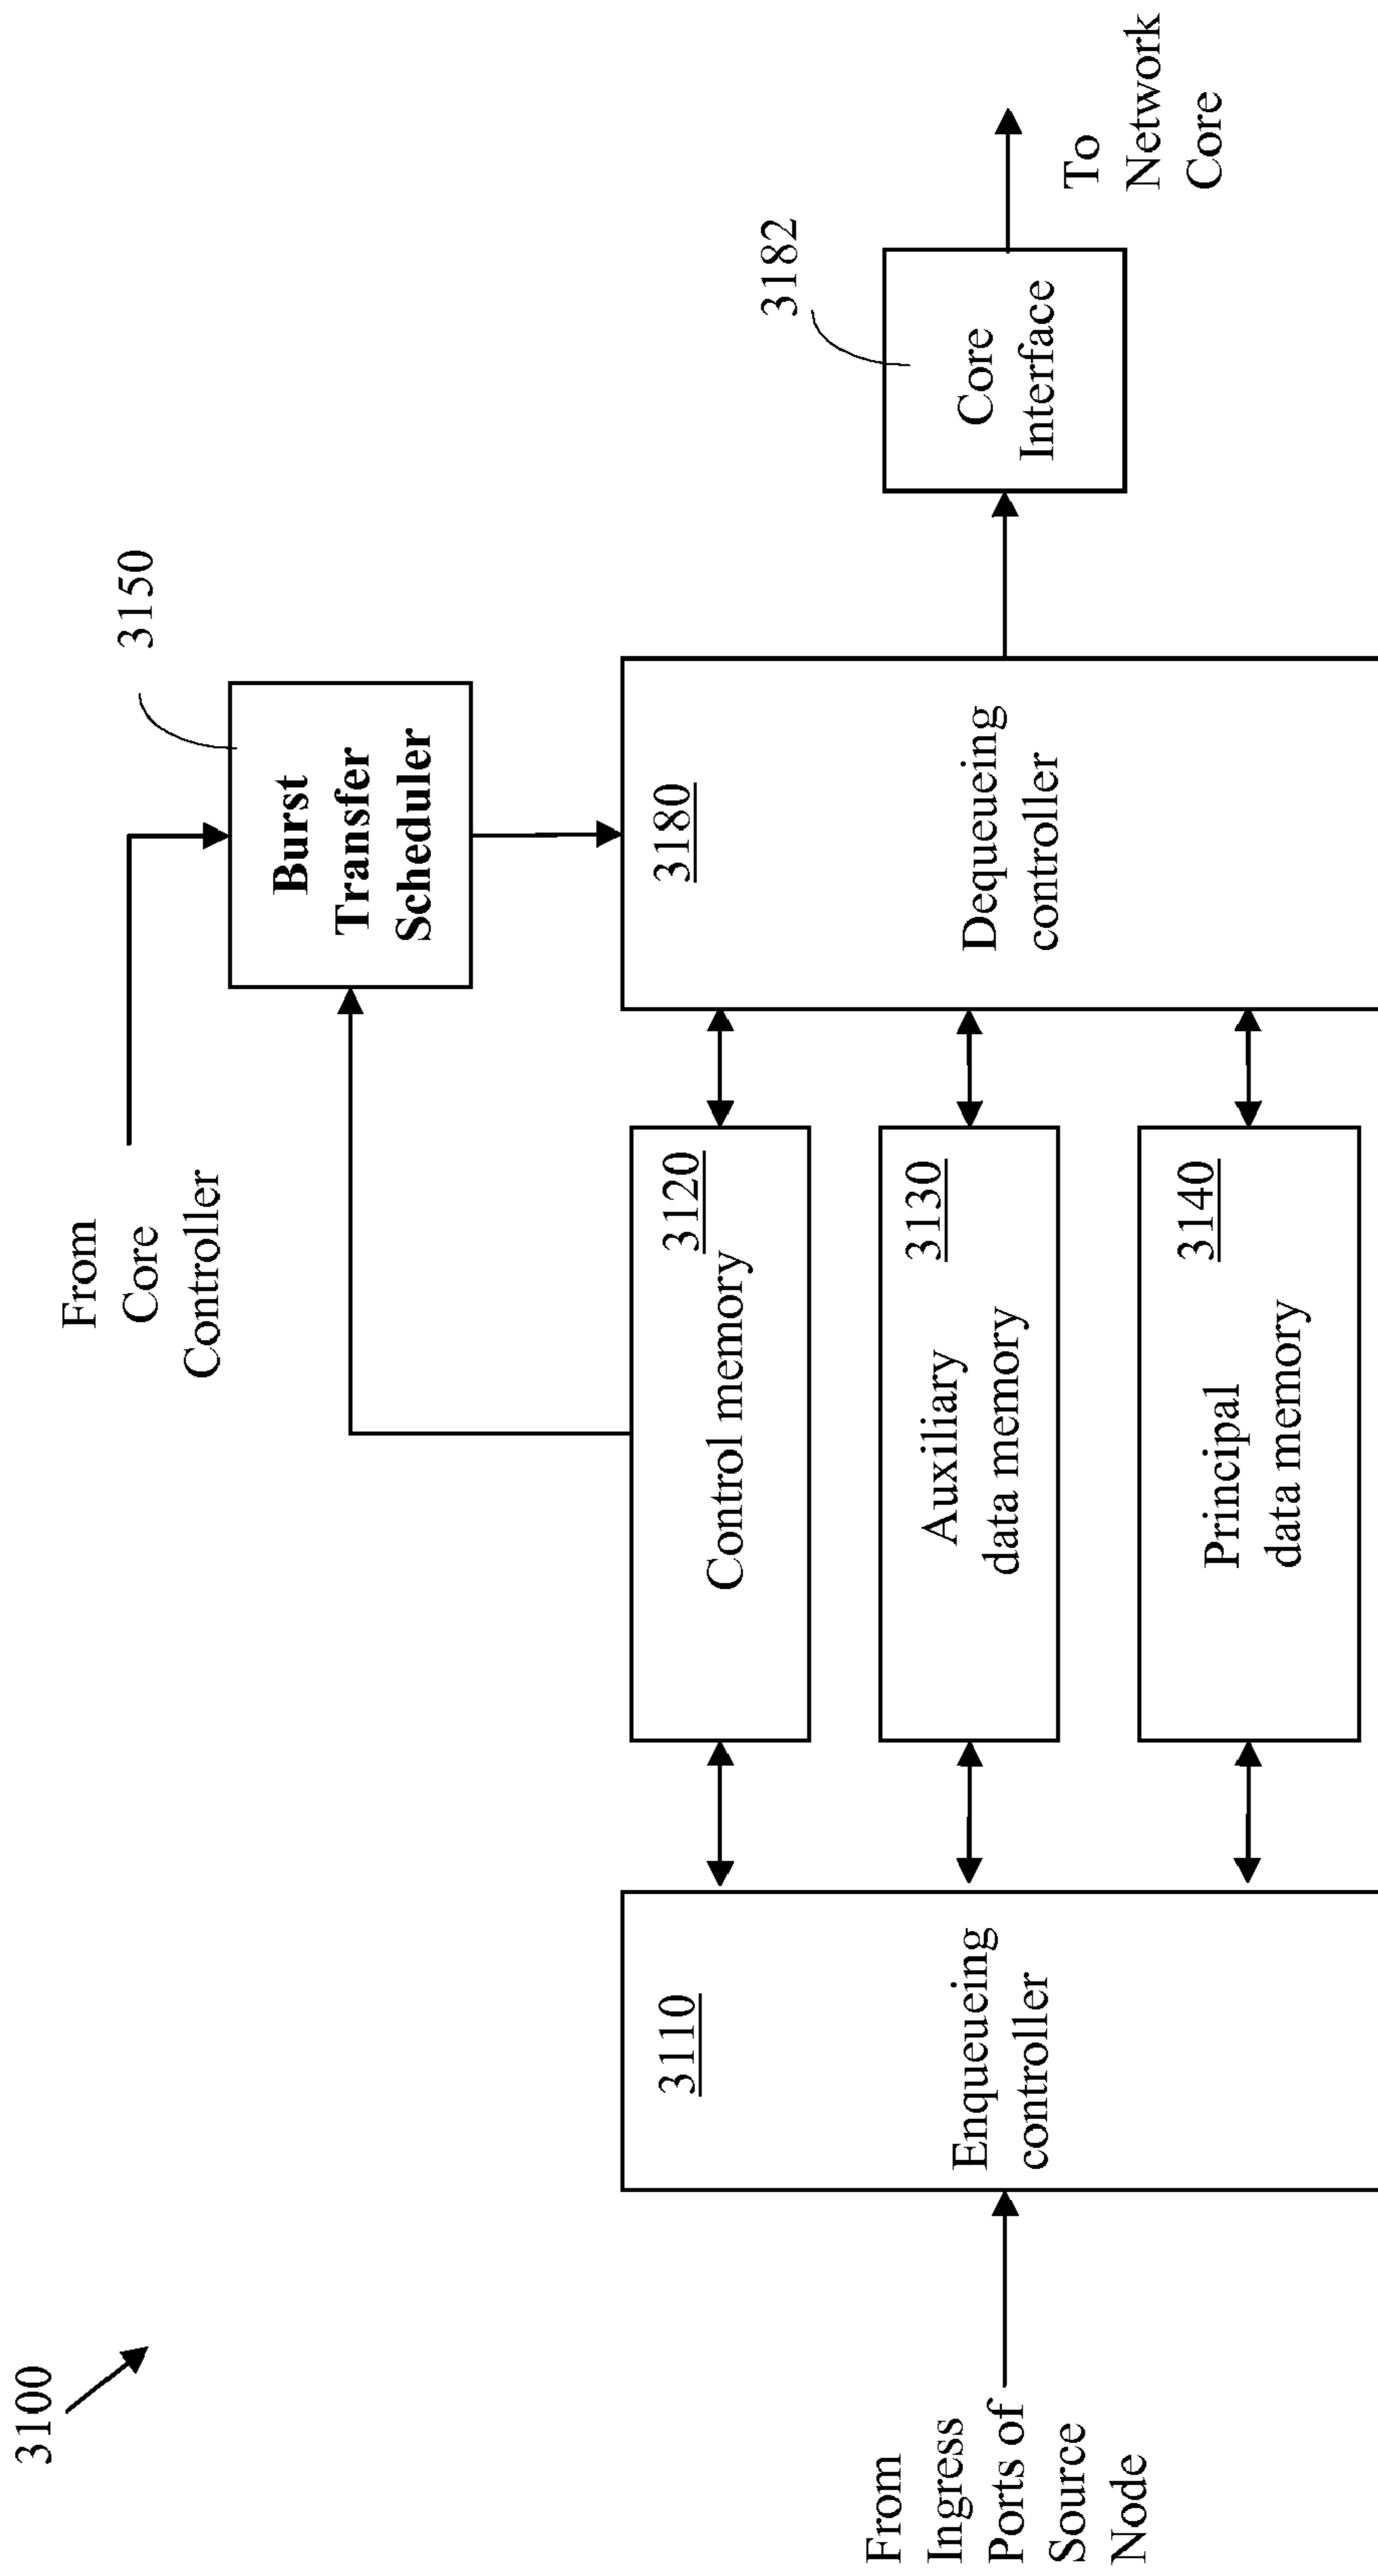 3100
From
Core
Controller
3150
Burst
Transfer
Scheduler
From
Ingress
Ports of
Source
Node
3110
Enqueueing
controller
3120
Control memory
3130
Auxiliary
data memory
3140
Principal
data memory
3180
Dequeueing
controller
3182
Core
Interface
To
Network
Core